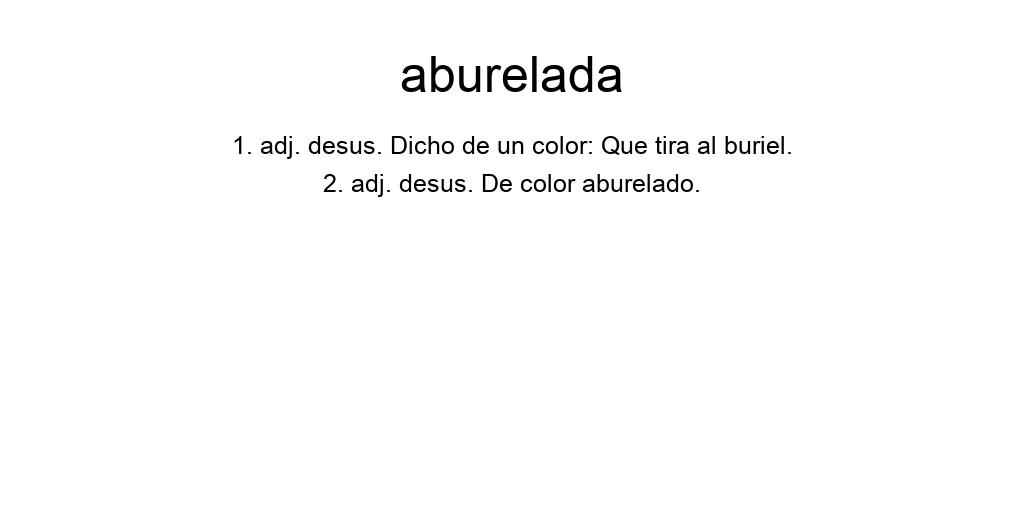 aburelada
1. adj. desus. Dicho de un color: Que tira al buriel.
2. adj. desus. De color aburelado.